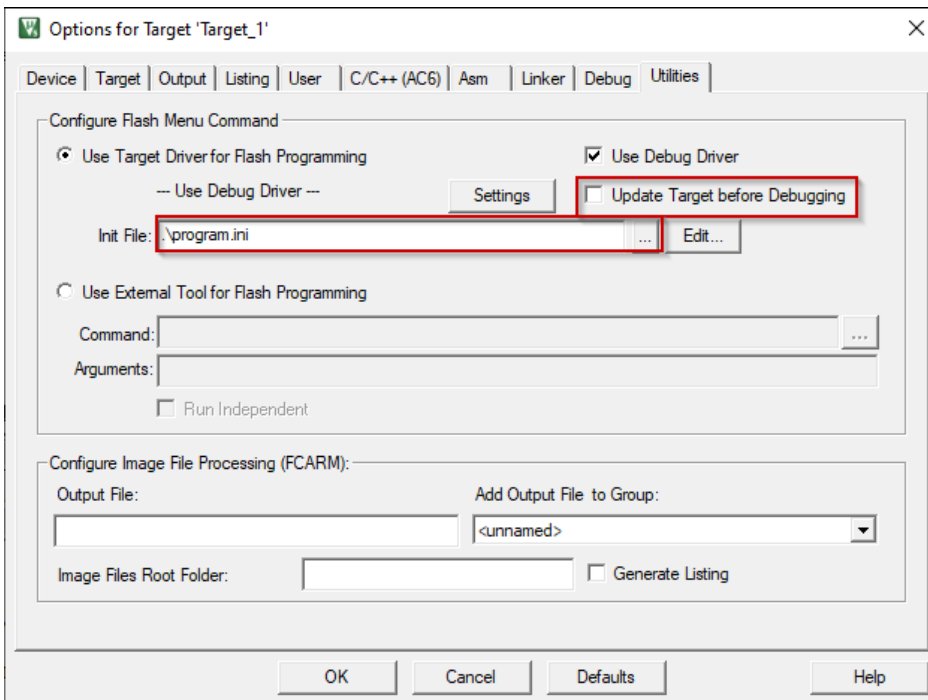 Options for Target 'Target_1'
Device Target Output Listing User C/C++ (AC6) Asm Linker Debug Utilities
Configure Flash Menu Command
Use Target Driver for Flash Programming Use Debug Driver
--- Use Debug Driver --- Settings Update Target before Debugging
Init File: .\program.ini ... Edit...
Use External Tool for Flash Programming
Command: ...
Arguments:
Run Independent
Configure Image File Processing (FCARM):
Output File: Add Output File to Group:
<unnamed>
Image Files Root Folder: Generate Listing
OK Cancel Defaults Help